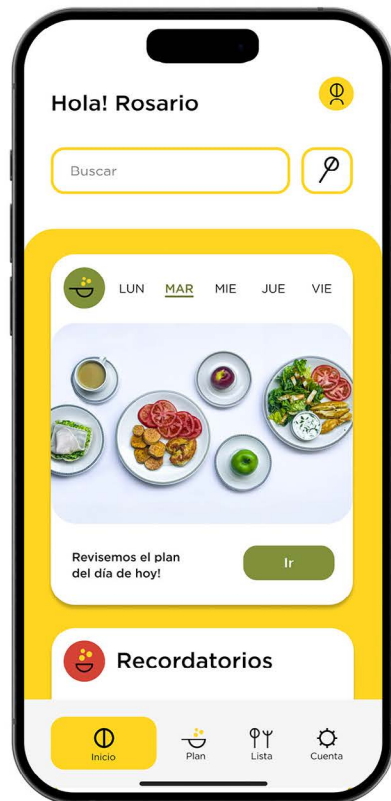 Hola! Rosario
Buscar
LUN MAR MIE JUE VIE
Revisemos el plan
del día de hoy!
Ir
Recordatorios
Inicio Plan Lista Cuenta